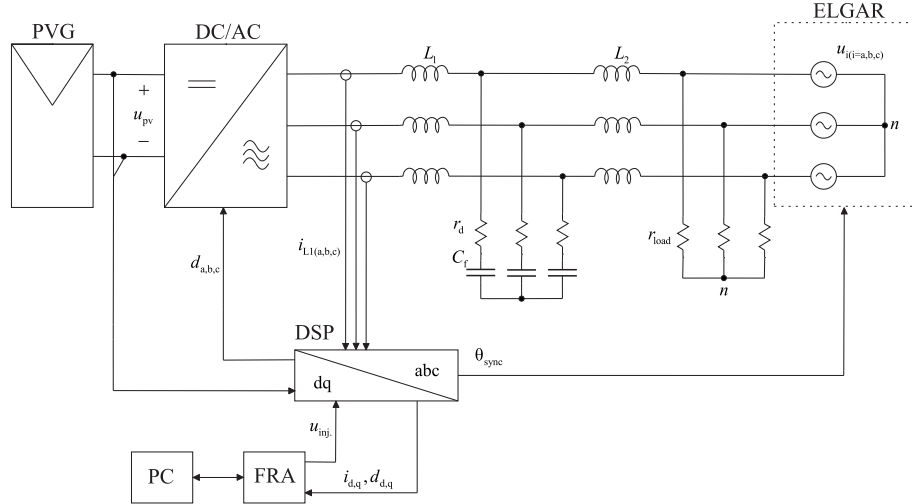 PVG
DC/AC
ELGAR
L1
L2
ui(i=a,b,c)
+
upv
−
n
rd
Cf
rload
n
iL1(a,b,c)
da,b,c
DSP
abc
dq
θsync
uinj.
id,q, dd,q
PC
FRA